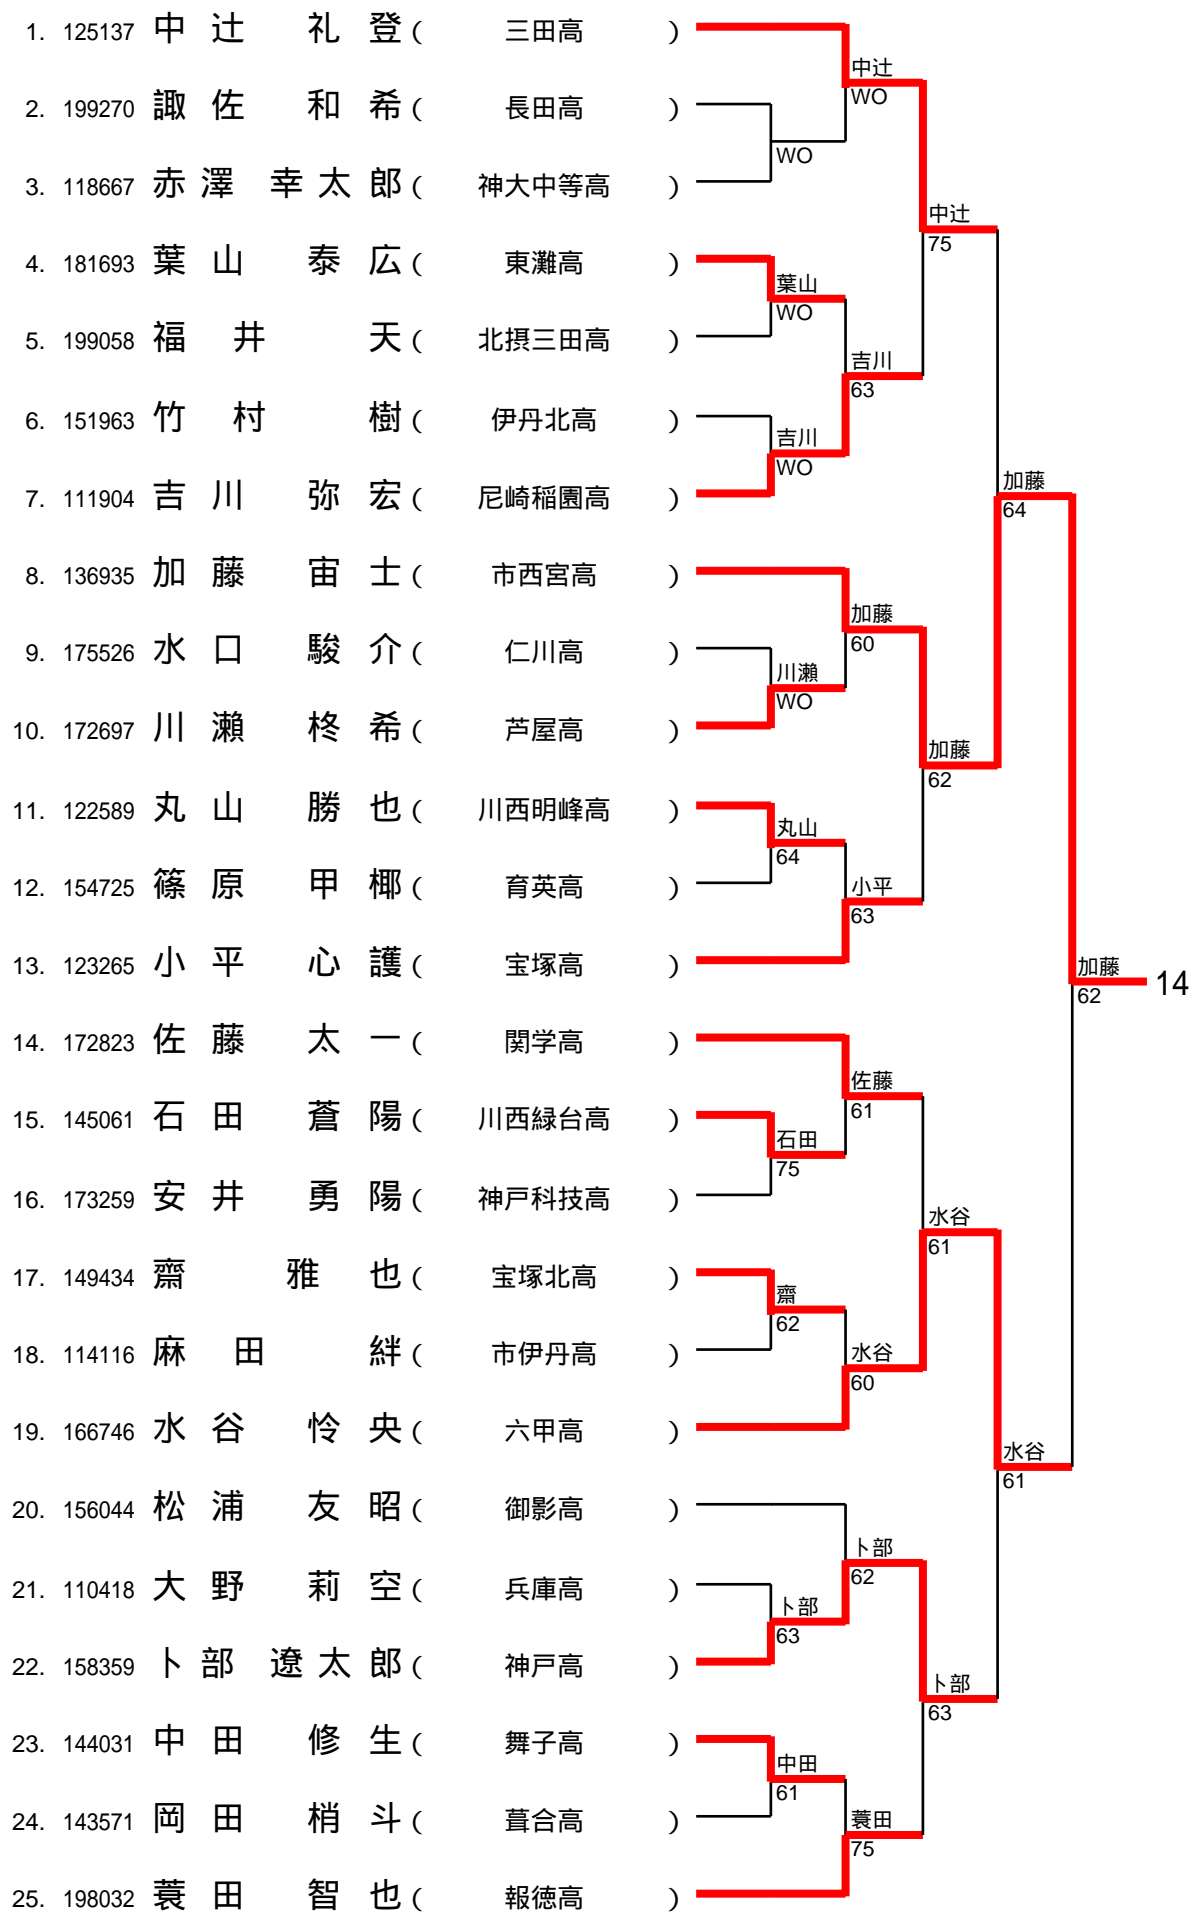 1. 125137 中辻 礼登 ( 三田高 )
中辻
WO
2. 199270 諏佐 和希 ( 長田高 )
WO
3. 118667 赤澤 幸太郎 ( 神大中等高 )
中辻
75
4. 181693 葉山 泰広 ( 東灘高 )
葉山
WO
5. 199058 福井 天 ( 北摂三田高 )
吉川
63
6. 151963 竹村 樹 ( 伊丹北高 )
吉川
WO
7. 111904 吉川 弥宏 ( 尼崎稲園高 )
加藤
64
8. 136935 加藤 宙士 ( 市西宮高 )
加藤
60
9. 175526 水口 駿介 ( 仁川高 )
川瀨
WO
10. 172697 川瀨 柊希 ( 芦屋高 )
加藤
62
11. 122589 丸山 勝也 ( 川西明峰高 )
丸山
64
12. 154725 篠原 甲椰 ( 育英高 )
小平
63
13. 123265 小平 心護 ( 宝塚高 )
加藤
62
14
14. 172823 佐藤 太一 ( 関学高 )
佐藤
61
15. 145061 石田 蒼陽 ( 川西緑台高 )
石田
75
16. 173259 安井 勇陽 ( 神戸科技高 )
水谷
61
17. 149434 齋 雅也 ( 宝塚北高 )
齋
62
18. 114116 麻田 絆 ( 市伊丹高 )
水谷
60
19. 166746 水谷 怜央 ( 六甲高 )
水谷
61
20. 156044 松浦 友昭 ( 御影高 )
卜部
62
21. 110418 大野 莉空 ( 兵庫高 )
卜部
63
22. 158359 卜部 遼太郎 ( 神戸高 )
卜部
63
23. 144031 中田 修生 ( 舞子高 )
中田
61
24. 143571 岡田 梢斗 ( 葺合高 )
蓑田
75
25. 198032 蓑田 智也 ( 報徳高 )